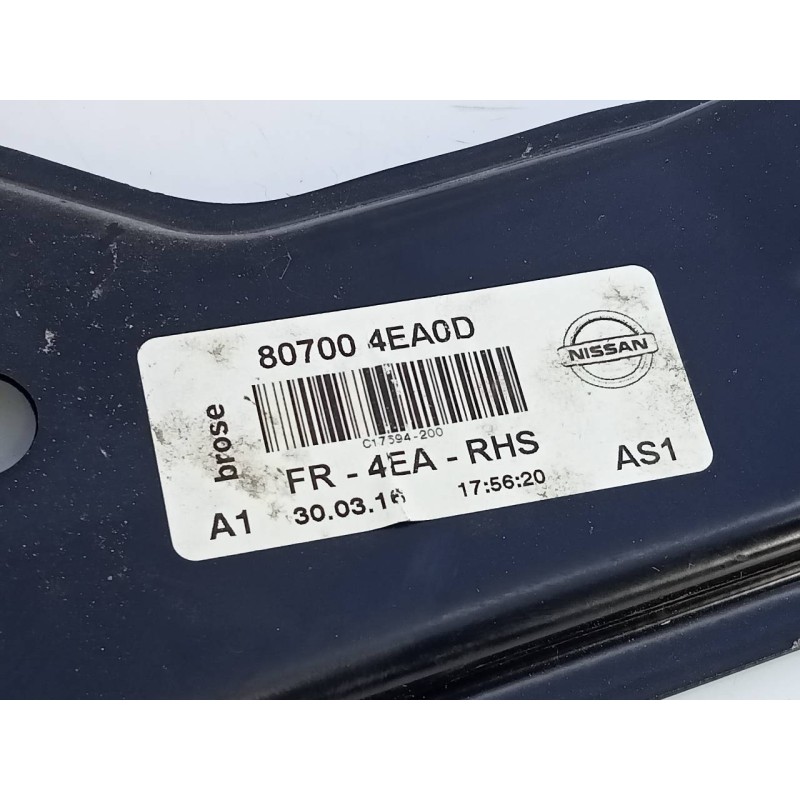 80700 4EA0D
NISSAN
brose
C17594-200
FR - 4EA - RHS
AS1
A1 30.03.16 17:56:20